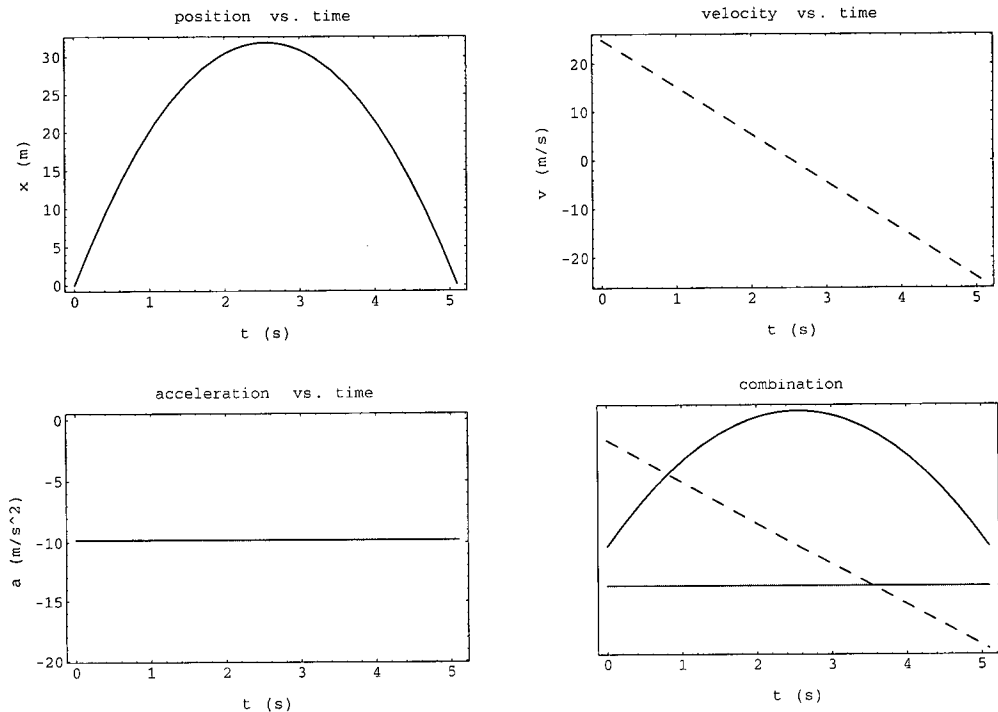 position vs. time
30
25
20
15
10
5
0
x (m)
0 1 2 3 4 5
t (s)
velocity vs. time
20
10
0
-10
-20
v (m/s)
0 1 2 3 4 5
t (s)
acceleration vs. time
0
-5
-10
-15
-20
a (m/s^2)
0 1 2 3 4 5
t (s)
combination
0 1 2 3 4 5
t (s)